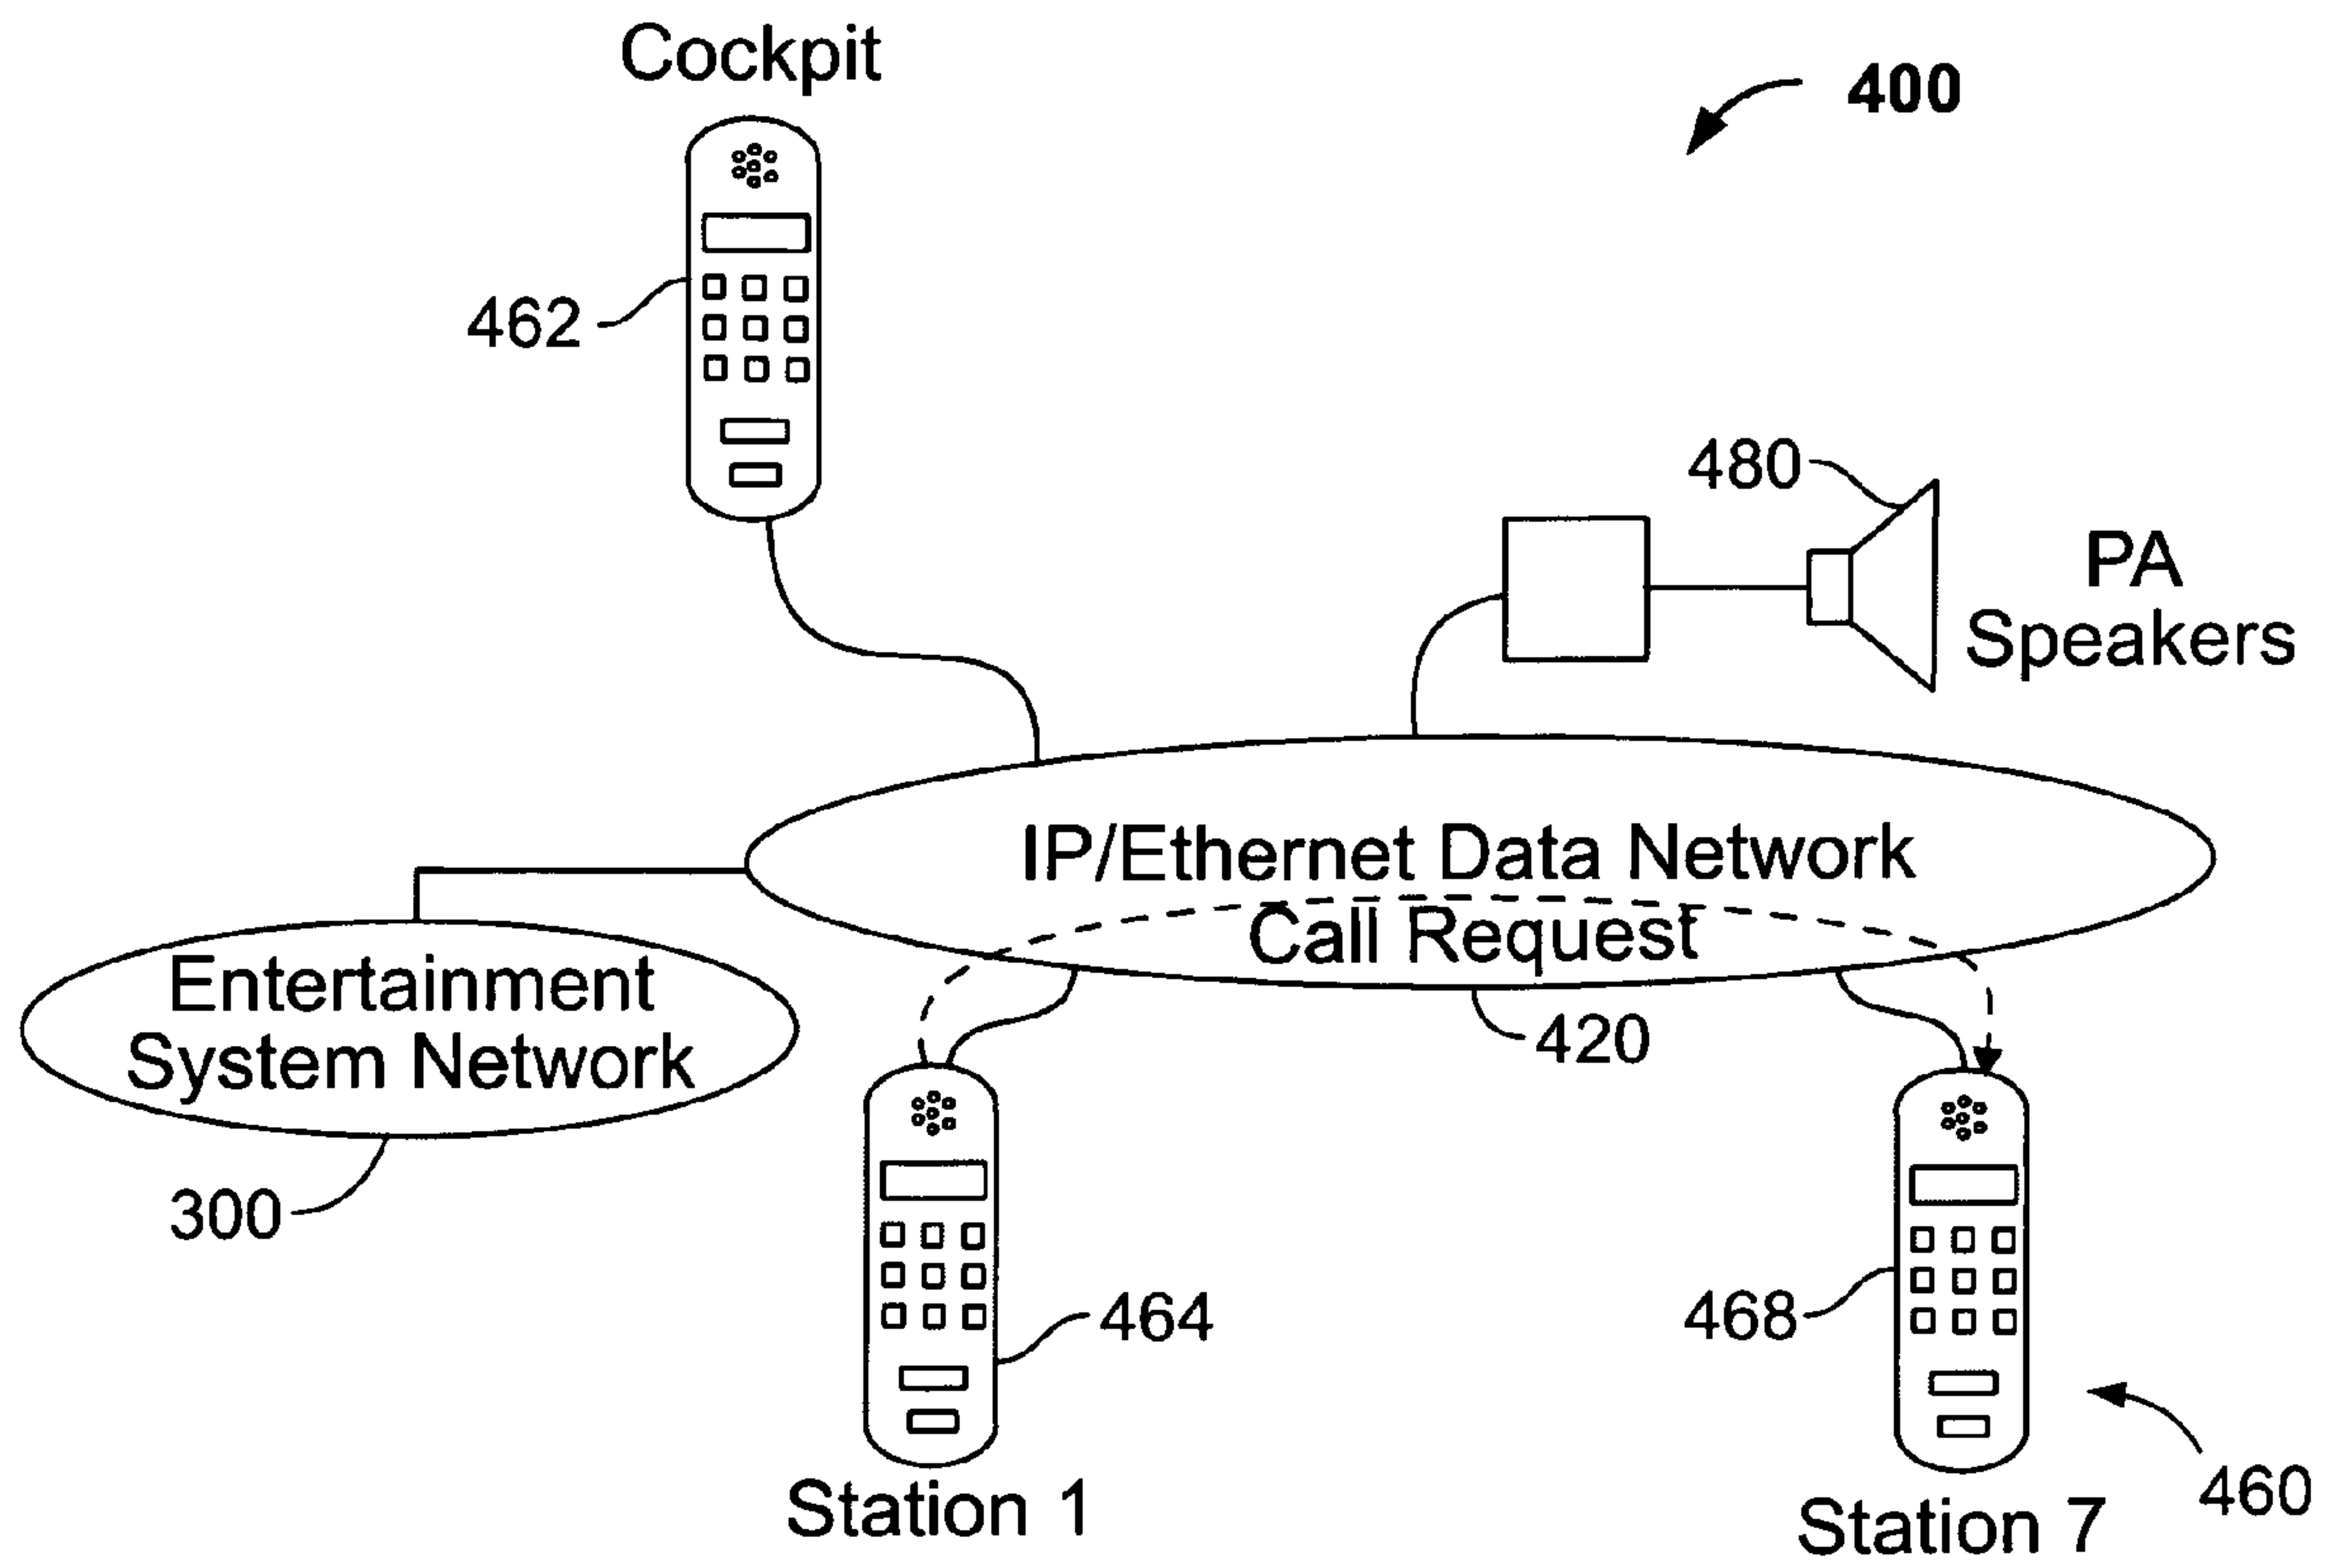 Cockpit
400
462
480
PA
Speakers
IP/Ethernet Data Network
Call Request
Entertainment
System Network
420
300
464
468
Station 1
460
Station 7